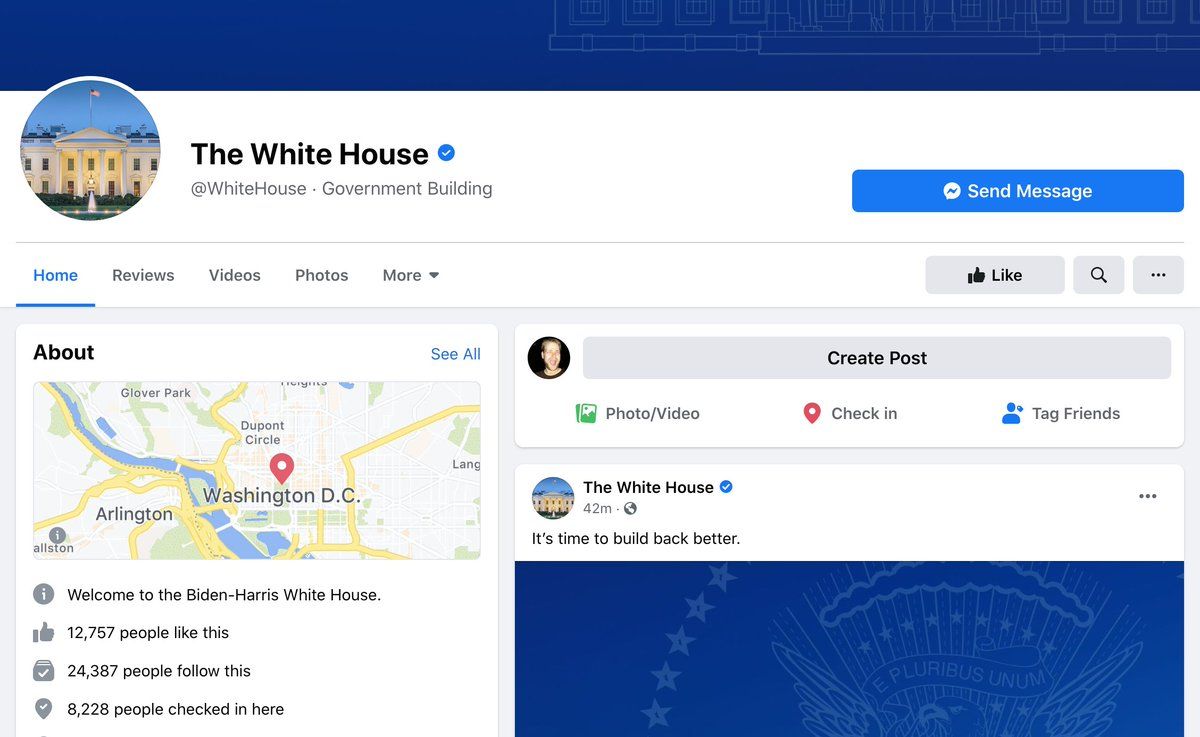 The White House
@WhiteHouse · Government Building
Send Message
Home
Reviews
Videos
Photos
More
Like
About
See All
Glover Park
Heights
Dupont
Circle
Lang
Washington D.C.
Arlington
allston
Welcome to the Biden-Harris White House.
12,757 people like this
24,387 people follow this
8,228 people checked in here
Create Post
Photo/Video
Check in
Tag Friends
The White House
42m ·
It’s time to build back better.
E PLURIBUS UNUM